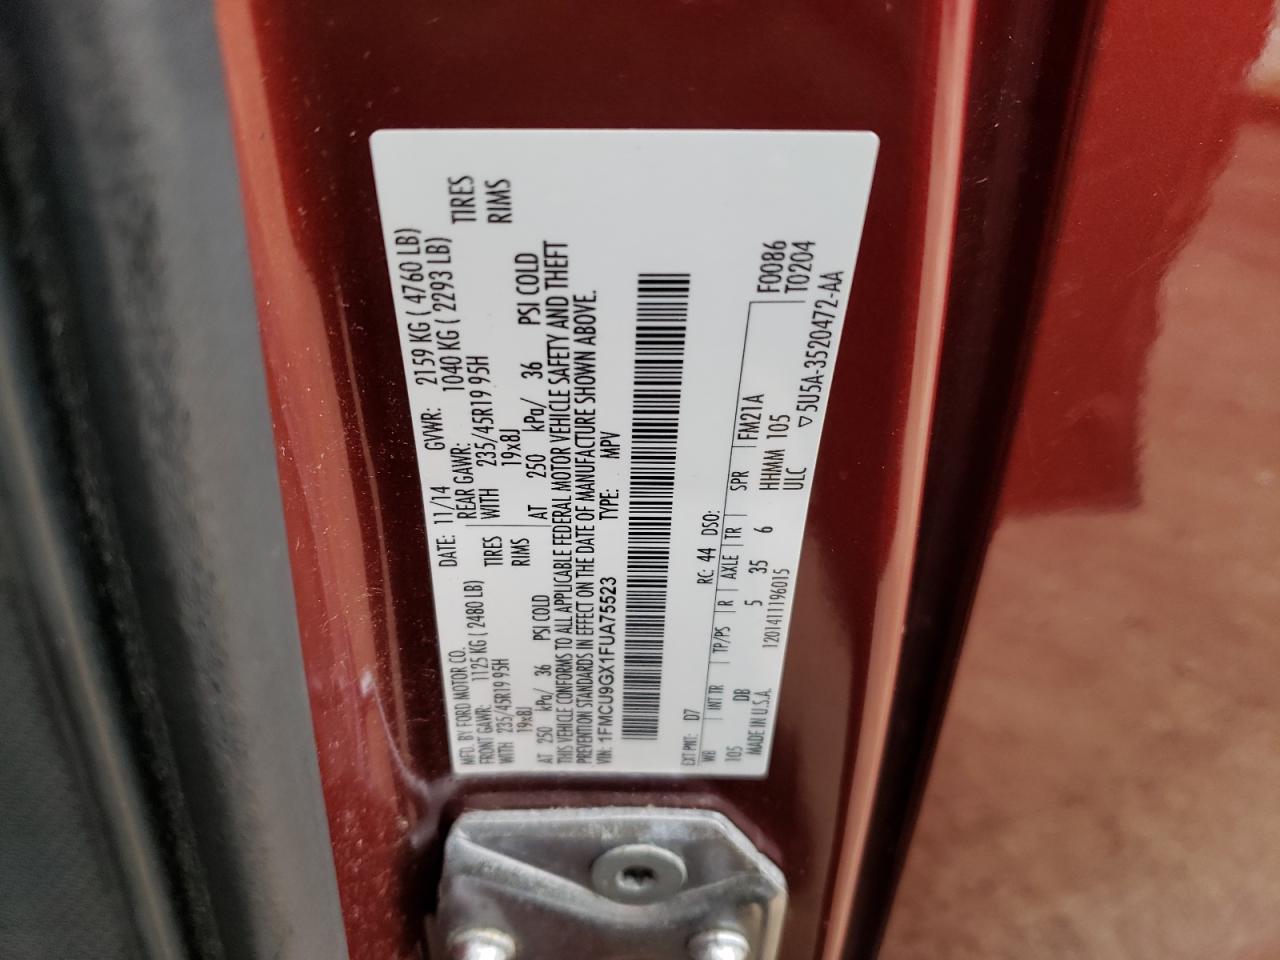 MFD. BY FORD MOTOR CO. DATE: 11/14 GVWR: 2159 KG ( 4760 LB)
FRONT GAWR: 1125 KG ( 2480 LB) REAR GAWR: 1040 KG ( 2293 LB)
WITH 235/45R19 95H TIRES WITH 235/45R19 95H TIRES
19x8J RIMS 19x8J RIMS
AT 250 kPa/ 36 PSI COLD AT 250 kPa/ 36 PSI COLD
THIS VEHICLE CONFORMS TO ALL APPLICABLE FEDERAL MOTOR VEHICLE SAFETY AND THEFT
PREVENTION STANDARDS IN EFFECT ON THE DATE OF MANUFACTURE SHOWN ABOVE.
VIN: 1FMCU9GX1FUA75523 TYPE: MPV
EXT PNT: D7 RC: 44 DSO:
WB INT TR TP/PS R AXLE TR SPR FM21A F0086
105 DB 5 35 6 HHMM 105 T0204
MADE IN U.S.A. 1201411196015 ULC ▽5U5A-3520472-AA